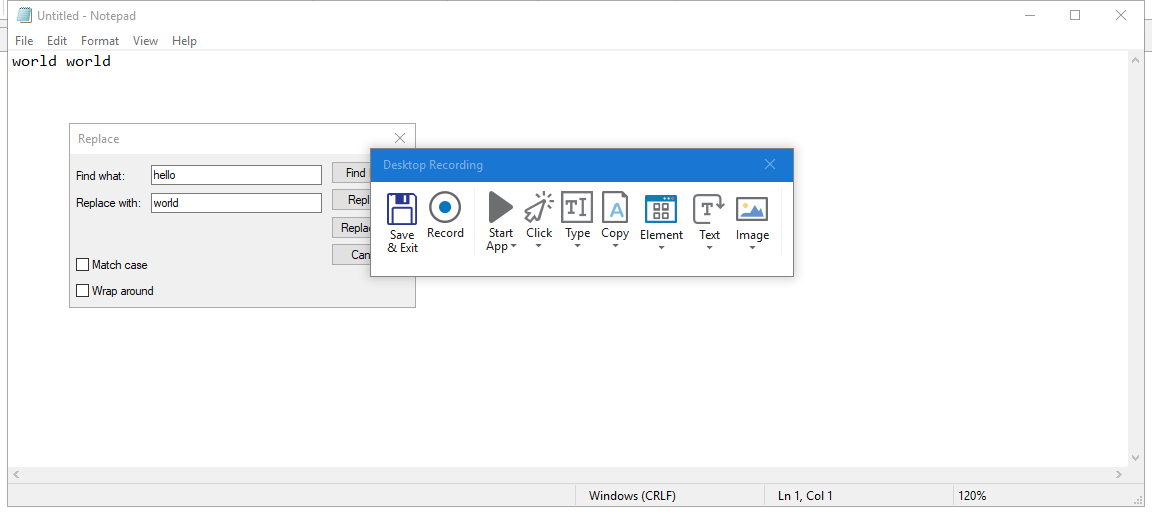 Untitled - Notepad
File Edit Format View Help
world world
Replace
Find what: hello
Find
Replace with: world
Repl
Replac
Can
Match case
Wrap around
Desktop Recording
Save & Exit
Record
Start App
Click
Type
Copy
Element
Text
Image
Windows (CRLF) Ln 1, Col 1 120%